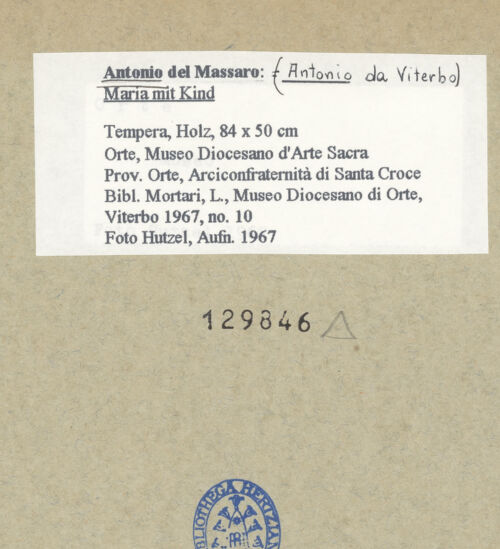 Antonio del Massaro: (Antonio da Viterbo)
Maria mit Kind
Tempera, Holz, 84 x 50 cm
Orte, Museo Diocesano d'Arte Sacra
Prov. Orte, Arciconfraternità di Santa Croce
Bibl. Mortari, L., Museo Diocesano di Orte,
Viterbo 1967, no. 10
Foto Hutzel, Aufn. 1967
129846
BIBLIOTHECA HERTZIAN